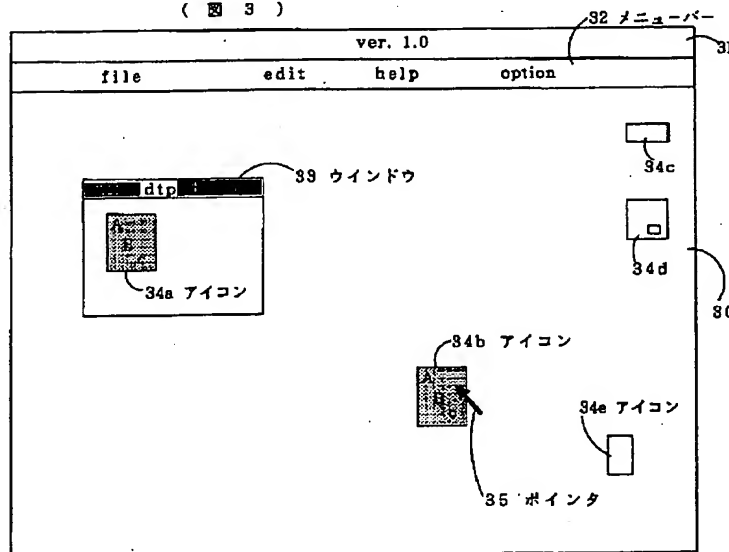 ( 図 3 )
32 メニューバー
ver. 1.0
31
file edit help option
34c
33 ウインドウ
dtp
A
B
C
34d
34a アイコン
30
34b アイコン
A
B
C
34e アイコン
35 ポインタ